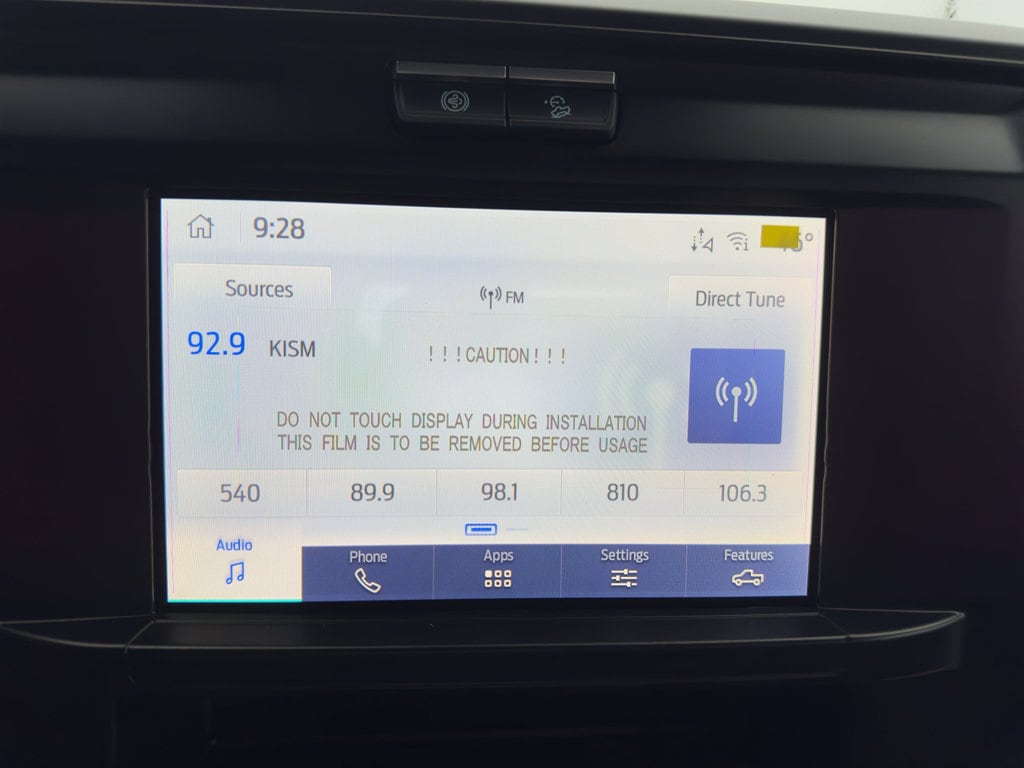 9:28
Sources
FM
Direct Tune
92.9
KISM
! ! ! CAUTION ! ! !
DO NOT TOUCH DISPLAY DURING INSTALLATION
THIS FILM IS TO BE REMOVED BEFORE USAGE
540
89.9
98.1
810
106.3
Audio
Phone
Apps
Settings
Features